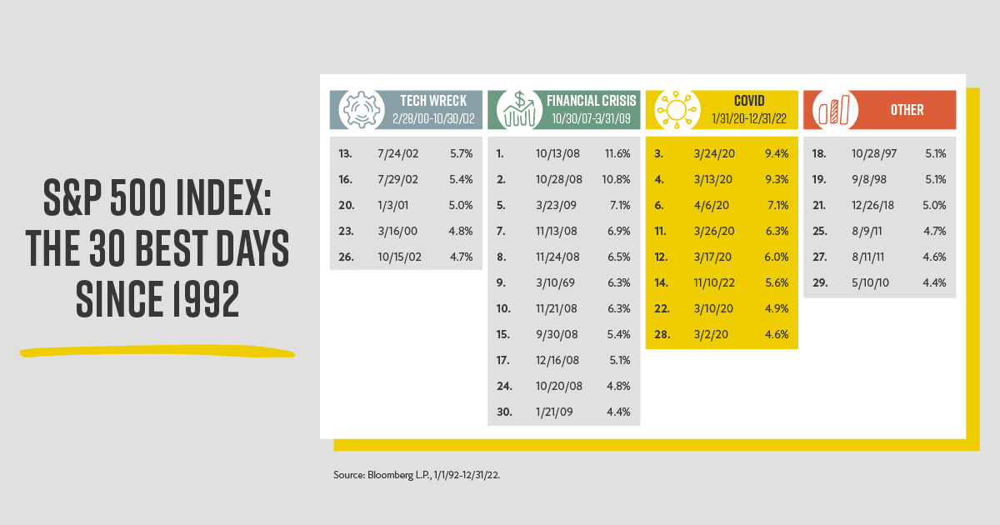 S&P 500 INDEX:
THE 30 BEST DAYS
SINCE 1992
TECH WRECK
2/28/00-10/30/02
13. 7/24/02 5.7%
16. 7/29/02 5.4%
20. 1/3/01 5.0%
23. 3/16/00 4.8%
26. 10/15/02 4.7%
FINANCIAL CRISIS
10/30/07-3/31/09
1. 10/13/08 11.6%
2. 10/28/08 10.8%
5. 3/23/09 7.1%
7. 11/13/08 6.9%
8. 11/24/08 6.5%
9. 3/10/69 6.3%
10. 11/21/08 6.3%
15. 9/30/08 5.4%
17. 12/16/08 5.1%
24. 10/20/08 4.8%
30. 1/21/09 4.4%
COVID
1/31/20-12/31/22
3. 3/24/20 9.4%
4. 3/13/20 9.3%
6. 4/6/20 7.1%
11. 3/26/20 6.3%
12. 3/17/20 6.0%
14. 11/10/22 5.6%
22. 3/10/20 4.9%
28. 3/2/20 4.6%
OTHER
18. 10/28/97 5.1%
19. 9/8/98 5.1%
21. 12/26/18 5.0%
25. 8/9/11 4.7%
27. 8/11/11 4.6%
29. 5/10/10 4.4%
Source: Bloomberg L.P., 1/1/92-12/31/22.